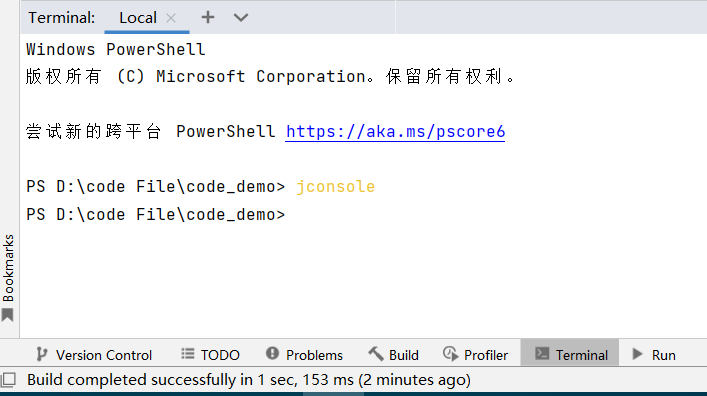 Terminal: Local
Windows PowerShell
版权所有 (C) Microsoft Corporation。保留所有权利。
尝试新的跨平台 PowerShell https://aka.ms/pscore6
PS D:\code File\code_demo> jconsole
PS D:\code File\code_demo>
Bookmarks
Version Control TODO Problems Build Profiler Terminal Run
Build completed successfully in 1 sec, 153 ms (2 minutes ago)